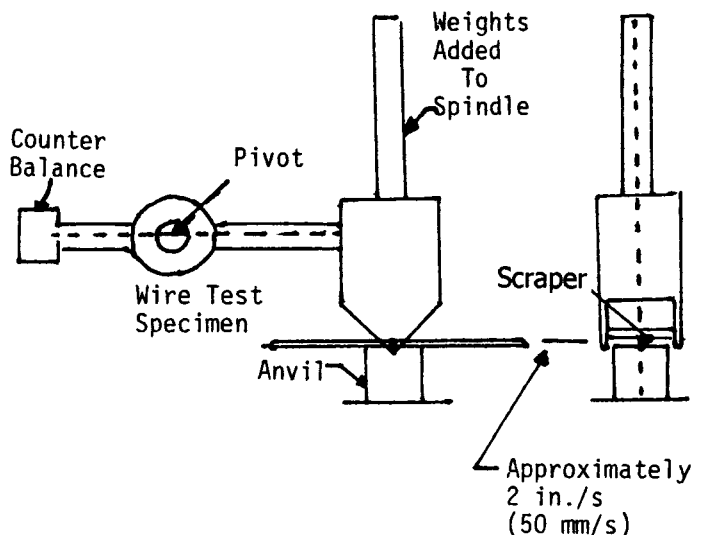 Weights
Added
To
Spindle
Counter
Balance
Pivot
Wire Test
Specimen
Scraper
Anvil
Approximately
2 in./s
(50 mm/s)